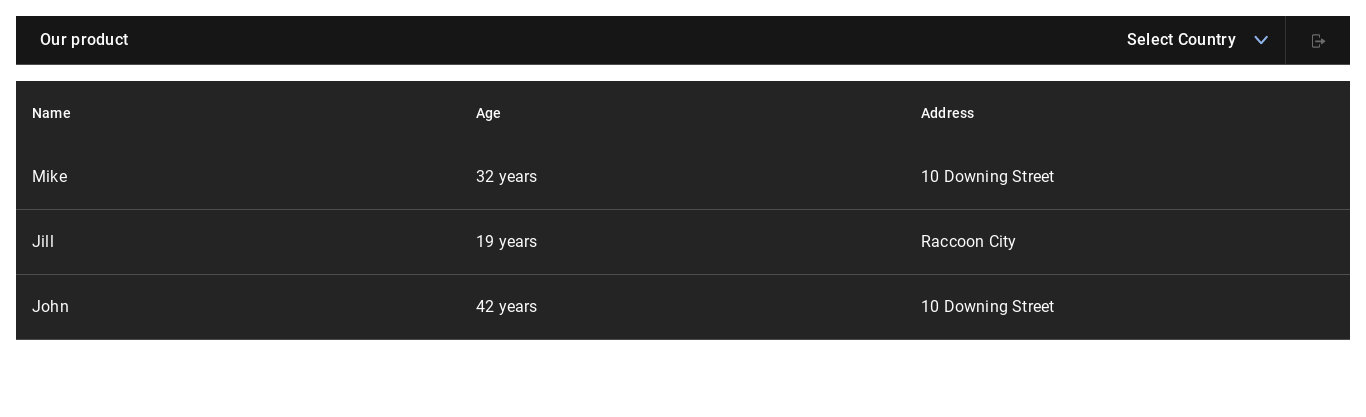 Our product Select Country
Name Age Address
Mike 32 years 10 Downing Street
Jill 19 years Raccoon City
John 42 years 10 Downing Street